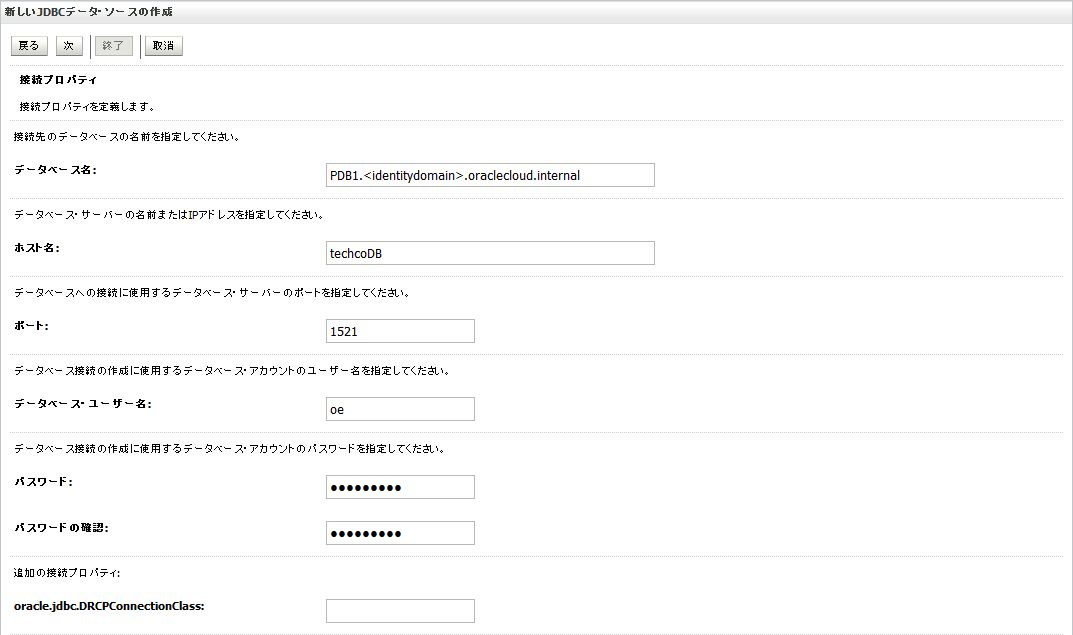 新しいJDBCデータ・ソースの作成
戻る 次 終了 取消
接続プロパティ
接続プロパティを定義します。
接続先のデータベースの名前を指定してください。
データベース名: PDB1.<identitydomain>.oraclecloud.internal
データベース・サーバーの名前またはIPアドレスを指定してください。
ホスト名: techcoDB
データベースへの接続に使用するデータベース・サーバーのポートを指定してください。
ポート: 1521
データベース接続の作成に使用するデータベース・アカウントのユーザー名を指定してください。
データベース・ユーザー名: oe
データベース接続の作成に使用するデータベース・アカウントのパスワードを指定してください。
パスワード: ●●●●●●●●●
パスワードの確認: ●●●●●●●●●
追加の接続プロパティ:
oracle.jdbc.DRCPConnectionClass: